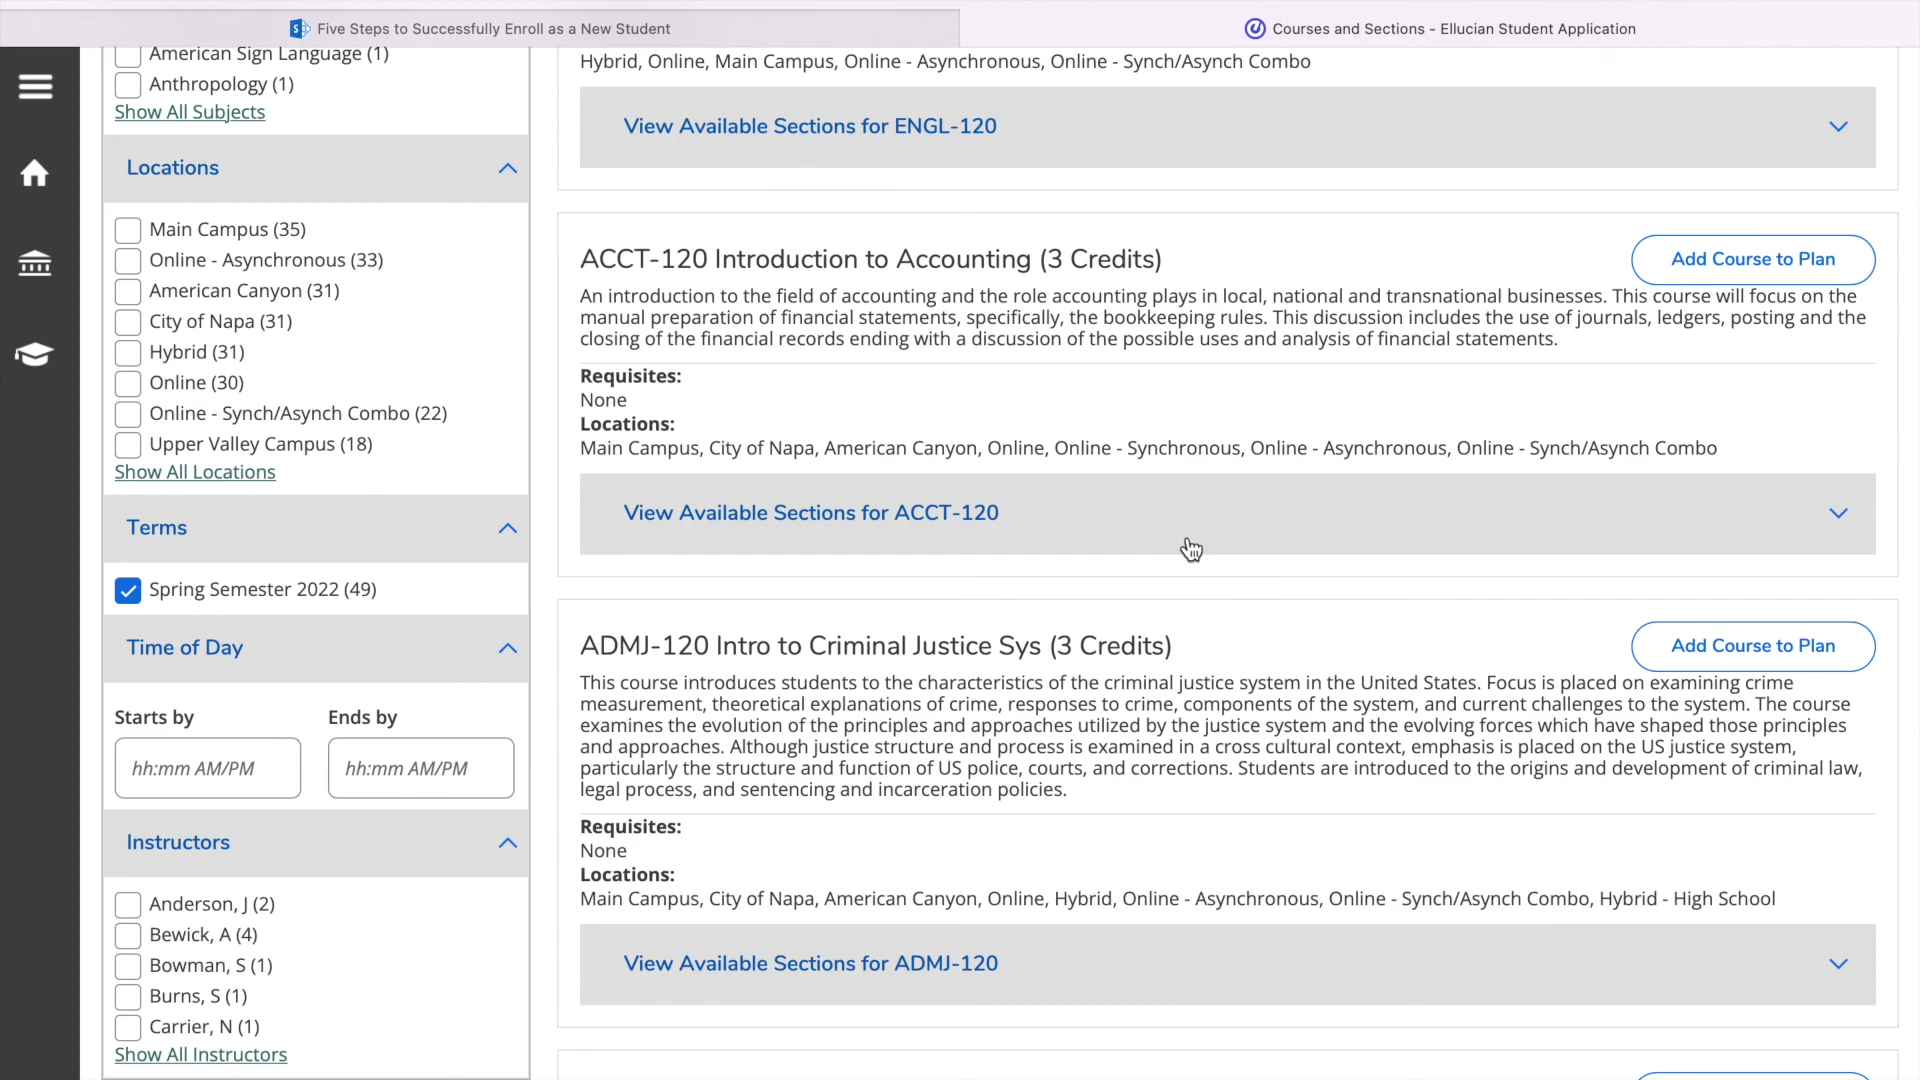 Five Steps to Successfully Enroll as a New Student
Courses and Sections - Ellucian Student Application
American Sign Language (1)
Anthropology (1)
Show All Subjects
Locations
Main Campus (35)
Online - Asynchronous (33)
American Canyon (31)
City of Napa (31)
Hybrid (31)
Online (30)
Online - Synch/Asynch Combo (22)
Upper Valley Campus (18)
Show All Locations
Terms
Spring Semester 2022 (49)
Time of Day
Starts by
Ends by
hh:mm AM/PM
hh:mm AM/PM
Instructors
Anderson, J (2)
Bewick, A (4)
Bowman, S (1)
Burns, S (1)
Carrier, N (1)
Show All Instructors
Hybrid, Online, Main Campus, Online - Asynchronous, Online - Synch/Asynch Combo
View Available Sections for ENGL-120
ACCT-120 Introduction to Accounting (3 Credits)
Add Course to Plan
An introduction to the field of accounting and the role accounting plays in local, national and transnational businesses. This course will focus on the
manual preparation of financial statements, specifically, the bookkeeping rules. This discussion includes the use of journals, ledgers, posting and the
closing of the financial records ending with a discussion of the possible uses and analysis of financial statements.
Requisites:
None
Locations:
Main Campus, City of Napa, American Canyon, Online, Online - Synchronous, Online - Asynchronous, Online - Synch/Asynch Combo
View Available Sections for ACCT-120
ADMJ-120 Intro to Criminal Justice Sys (3 Credits)
Add Course to Plan
This course introduces students to the characteristics of the criminal justice system in the United States. Focus is placed on examining crime
measurement, theoretical explanations of crime, responses to crime, components of the system, and current challenges to the system. The course
examines the evolution of the principles and approaches utilized by the justice system and the evolving forces which have shaped those principles
and approaches. Although justice structure and process is examined in a cross cultural context, emphasis is placed on the US justice system,
particularly the structure and function of US police, courts, and corrections. Students are introduced to the origins and development of criminal law,
legal process, and sentencing and incarceration policies.
Requisites:
None
Locations:
Main Campus, City of Napa, American Canyon, Online, Hybrid, Online - Asynchronous, Online - Synch/Asynch Combo, Hybrid - High School
View Available Sections for ADMJ-120